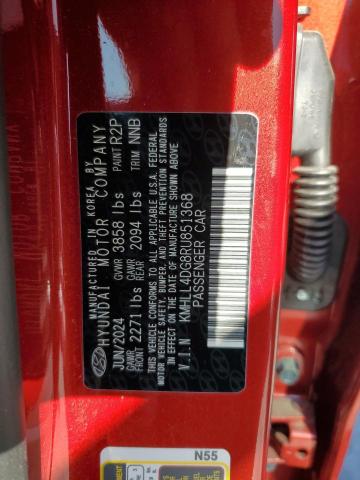 MANUFACTURED IN KOREA BY
HYUNDAI MOTOR COMPANY
JUN/2024 GVWR 3858 lbs PAINT R2P
GAWR FRONT 2271 lbs GAWR REAR 2094 lbs TRIM NNB
THIS VEHICLE CONFORMS TO ALL APPLICABLE U.S.A. FEDERAL
MOTOR VEHICLE SAFETY, BUMPER, AND THEFT PREVENTION STANDARDS
IN EFFECT ON THE DATE OF MANUFACTURE SHOWN ABOVE.
V.I.N KMHLL4DG8RU851368
PASSENGER CAR
N55